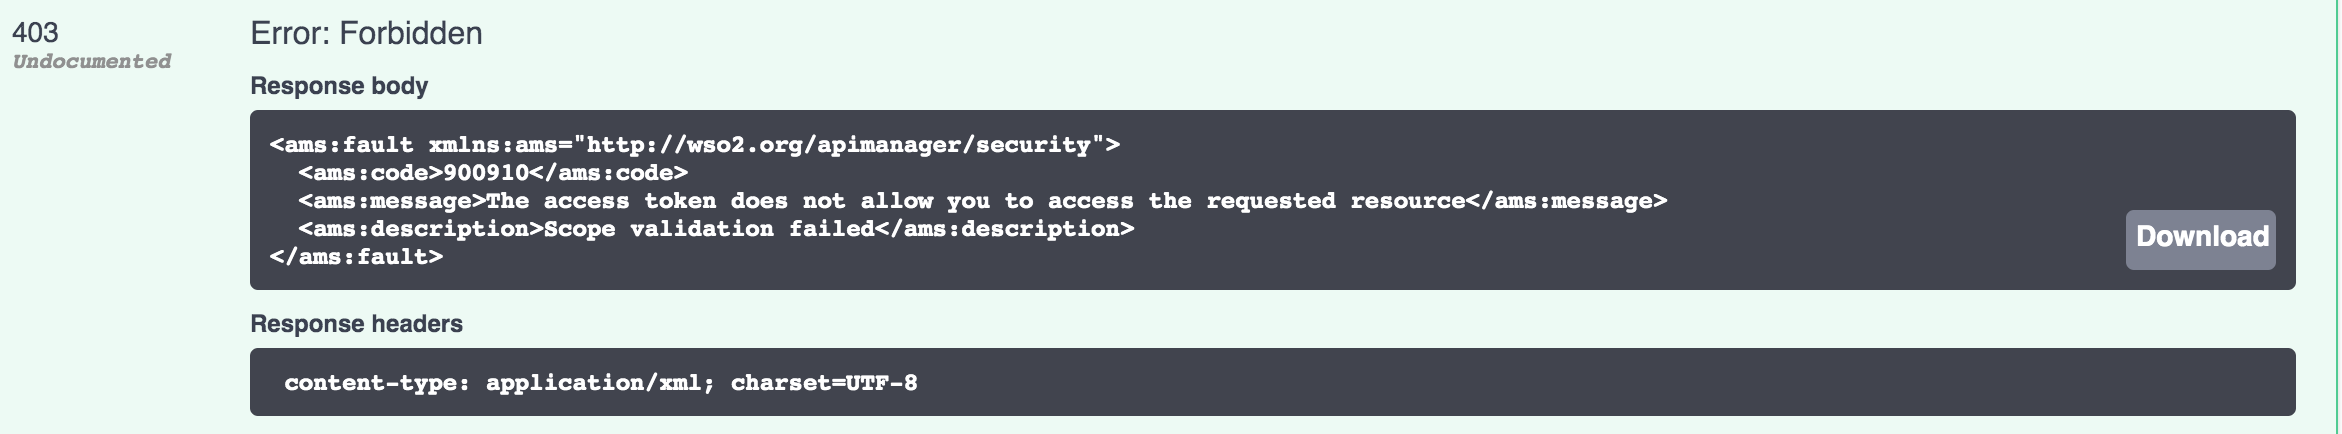 403
Undocumented
Error: Forbidden
Response body
<ams:fault xmlns:ams="http://wso2.org/apimanager/security">
  <ams:code>900910</ams:code>
  <ams:message>The access token does not allow you to access the requested resource</ams:message>
  <ams:description>Scope validation failed</ams:description>
</ams:fault>
Download
Response headers
content-type: application/xml; charset=UTF-8